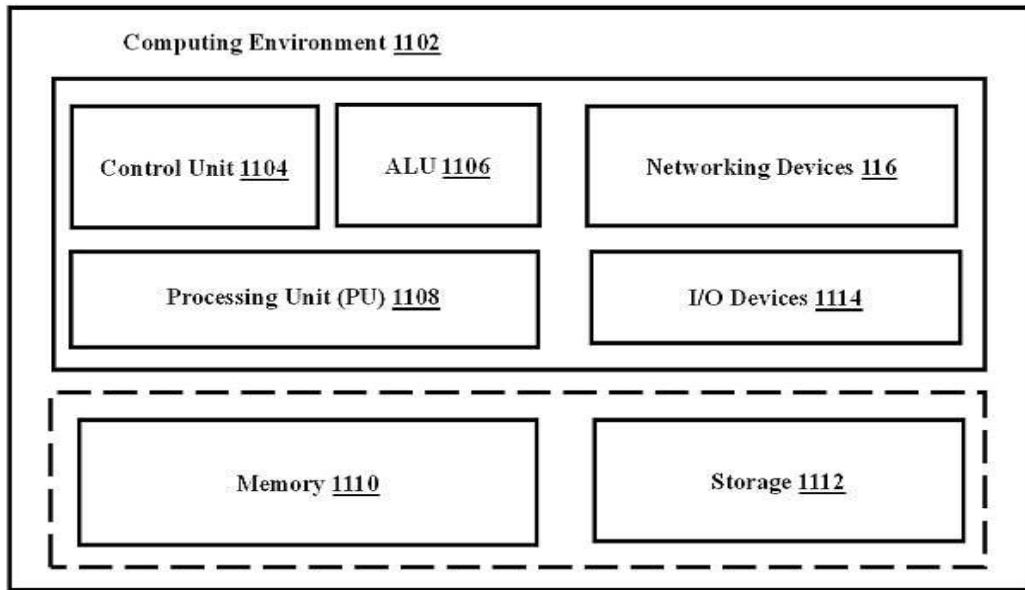 Computing Environment 1102
Control Unit 1104
ALU 1106
Networking Devices 116
Processing Unit (PU) 1108
I/O Devices 1114
Memory 1110
Storage 1112